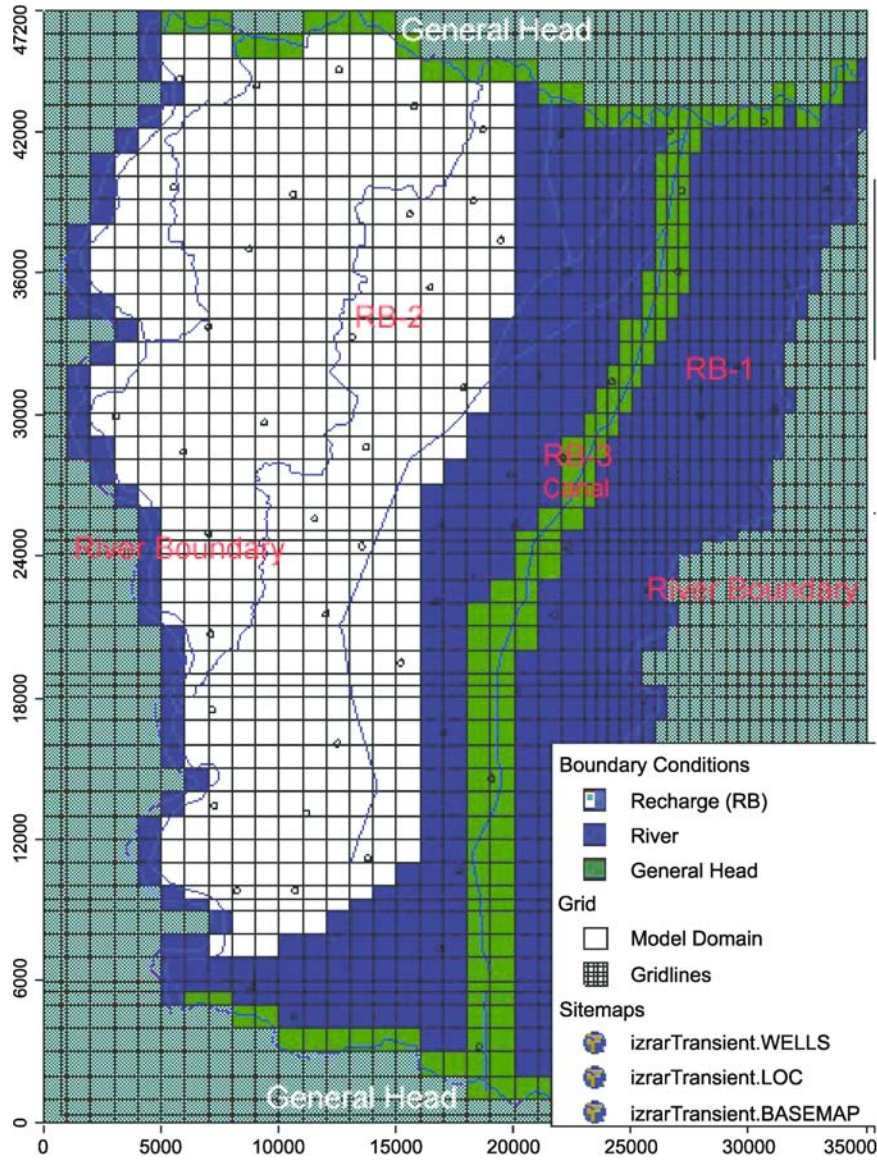 47200
General Head
42000
36000
RB-2
RB-1
30000
RB-3
Canal
River Boundary
24000
River Boundary
18000
12000
6000
General Head
0
Boundary Conditions
Recharge (RB)
River
General Head
Grid
Model Domain
Gridlines
Sitemaps
izrarTransient.WELLS
izrarTransient.LOC
izrarTransient.BASEMAP
0 5000 10000 15000 20000 25000 30000 35000